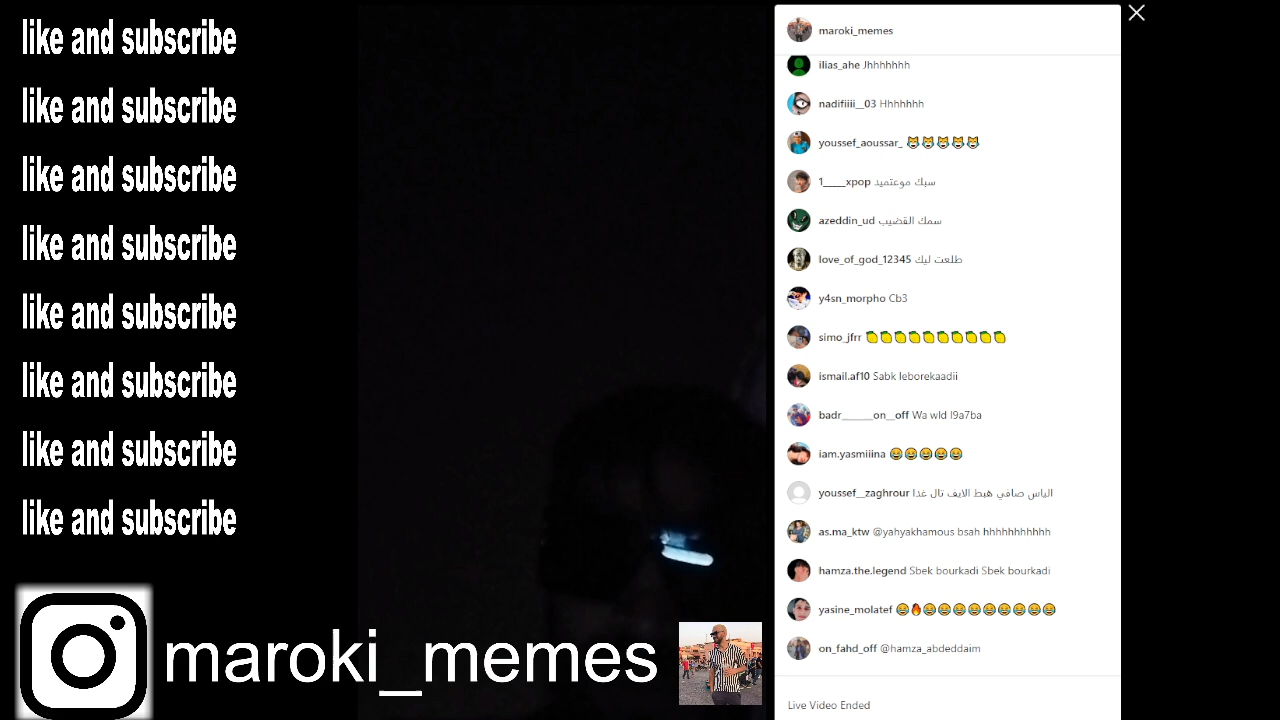 like and subscribe
like and subscribe
like and subscribe
like and subscribe
like and subscribe
like and subscribe
like and subscribe
like and subscribe
maroki_memes
maroki_memes
ilias_ahe Jhhhhhhh
nadifiiii__03 Hhhhhhh
youssef_aoussar_ 😹😹😹😹😹
1____xpop سبك موعتميد
azeddin_ud سمك القضيب
love_of_god_12345 طلعت ليك
y4sn_morpho Cb3
simo_jfrr 🍋🍋🍋🍋🍋🍋🍋🍋🍋🍋
ismail.af10 Sabk leborekaadii
badr______on__off Wa wld l9a7ba
iam.yasmiiina 😂😂😂😂😂
youssef__zaghrour الياس صافي هبط الايف تال غدا
as.ma_ktw @yahyakhamous bsah hhhhhhhhhhh
hamza.the.legend Sbek bourkadi Sbek bourkadi
yasine_molatef 😂🔥😂😂😂😂😂😂😂😂😂
on_fahd_off @hamza_abdeddaim
Live Video Ended